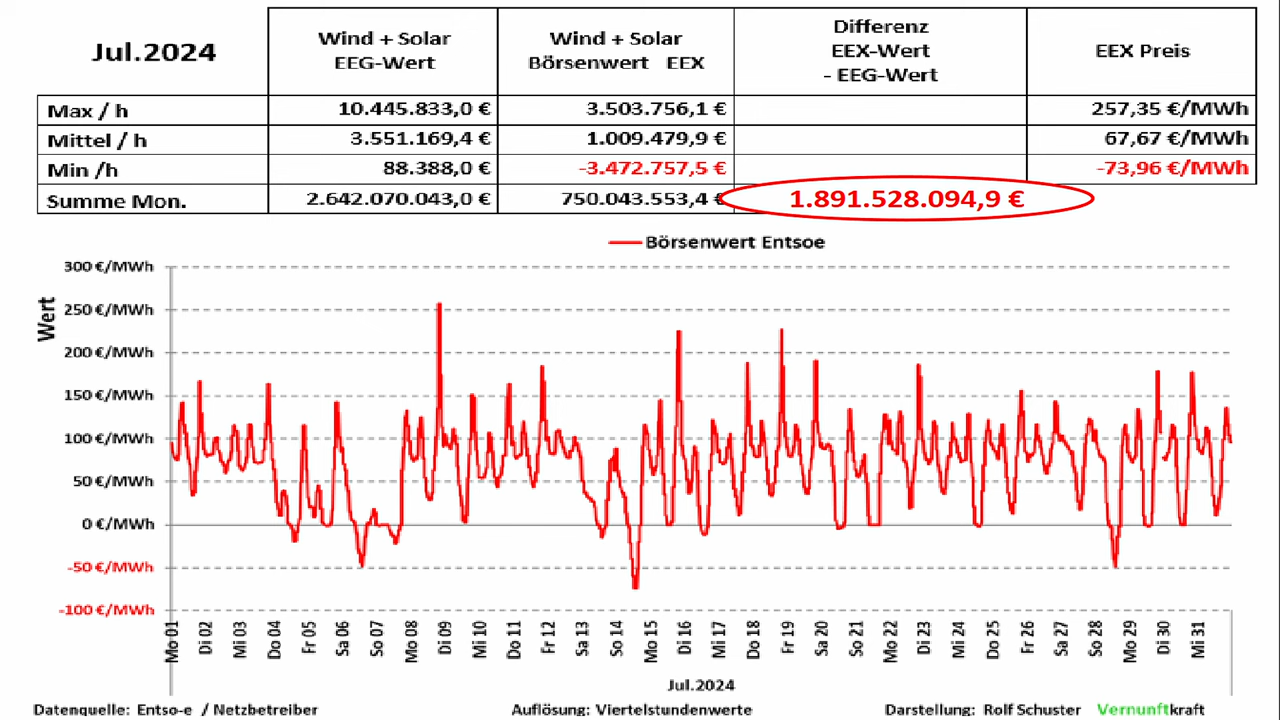 Jul.2024
Wind + Solar
EEG-Wert
Wind + Solar
Börsenwert EEX
Differenz
EEX-Wert
- EEG-Wert
EEX Preis
Max / h 10.445.833,0 € 3.503.756,1 € 257,35 €/MWh
Mittel / h 3.551.169,4 € 1.009.479,9 € 67,67 €/MWh
Min /h 88.388,0 € -3.472.757,5 € -73,96 €/MWh
Summe Mon. 2.642.070.043,0 € 750.043.553,4 € 1.891.528.094,9 €
Börsenwert Entsoe
Wert
300 €/MWh
250 €/MWh
200 €/MWh
150 €/MWh
100 €/MWh
50 €/MWh
0 €/MWh
-50 €/MWh
-100 €/MWh
Mo 01 Di 02 Mi 03 Do 04 Fr 05 Sa 06 So 07 Mo 08 Di 09 Mi 10 Do 11 Fr 12 Sa 13 So 14 Mo 15 Di 16 Mi 17 Do 18 Fr 19 Sa 20 So 21 Mo 22 Di 23 Mi 24 Do 25 Fr 26 Sa 27 So 28 Mo 29 Di 30 Mi 31
Jul.2024
Datenquelle: Entso-e / Netzbetreiber Auflösung: Viertelstundenwerte Darstellung: Rolf Schuster Vernunftkraft